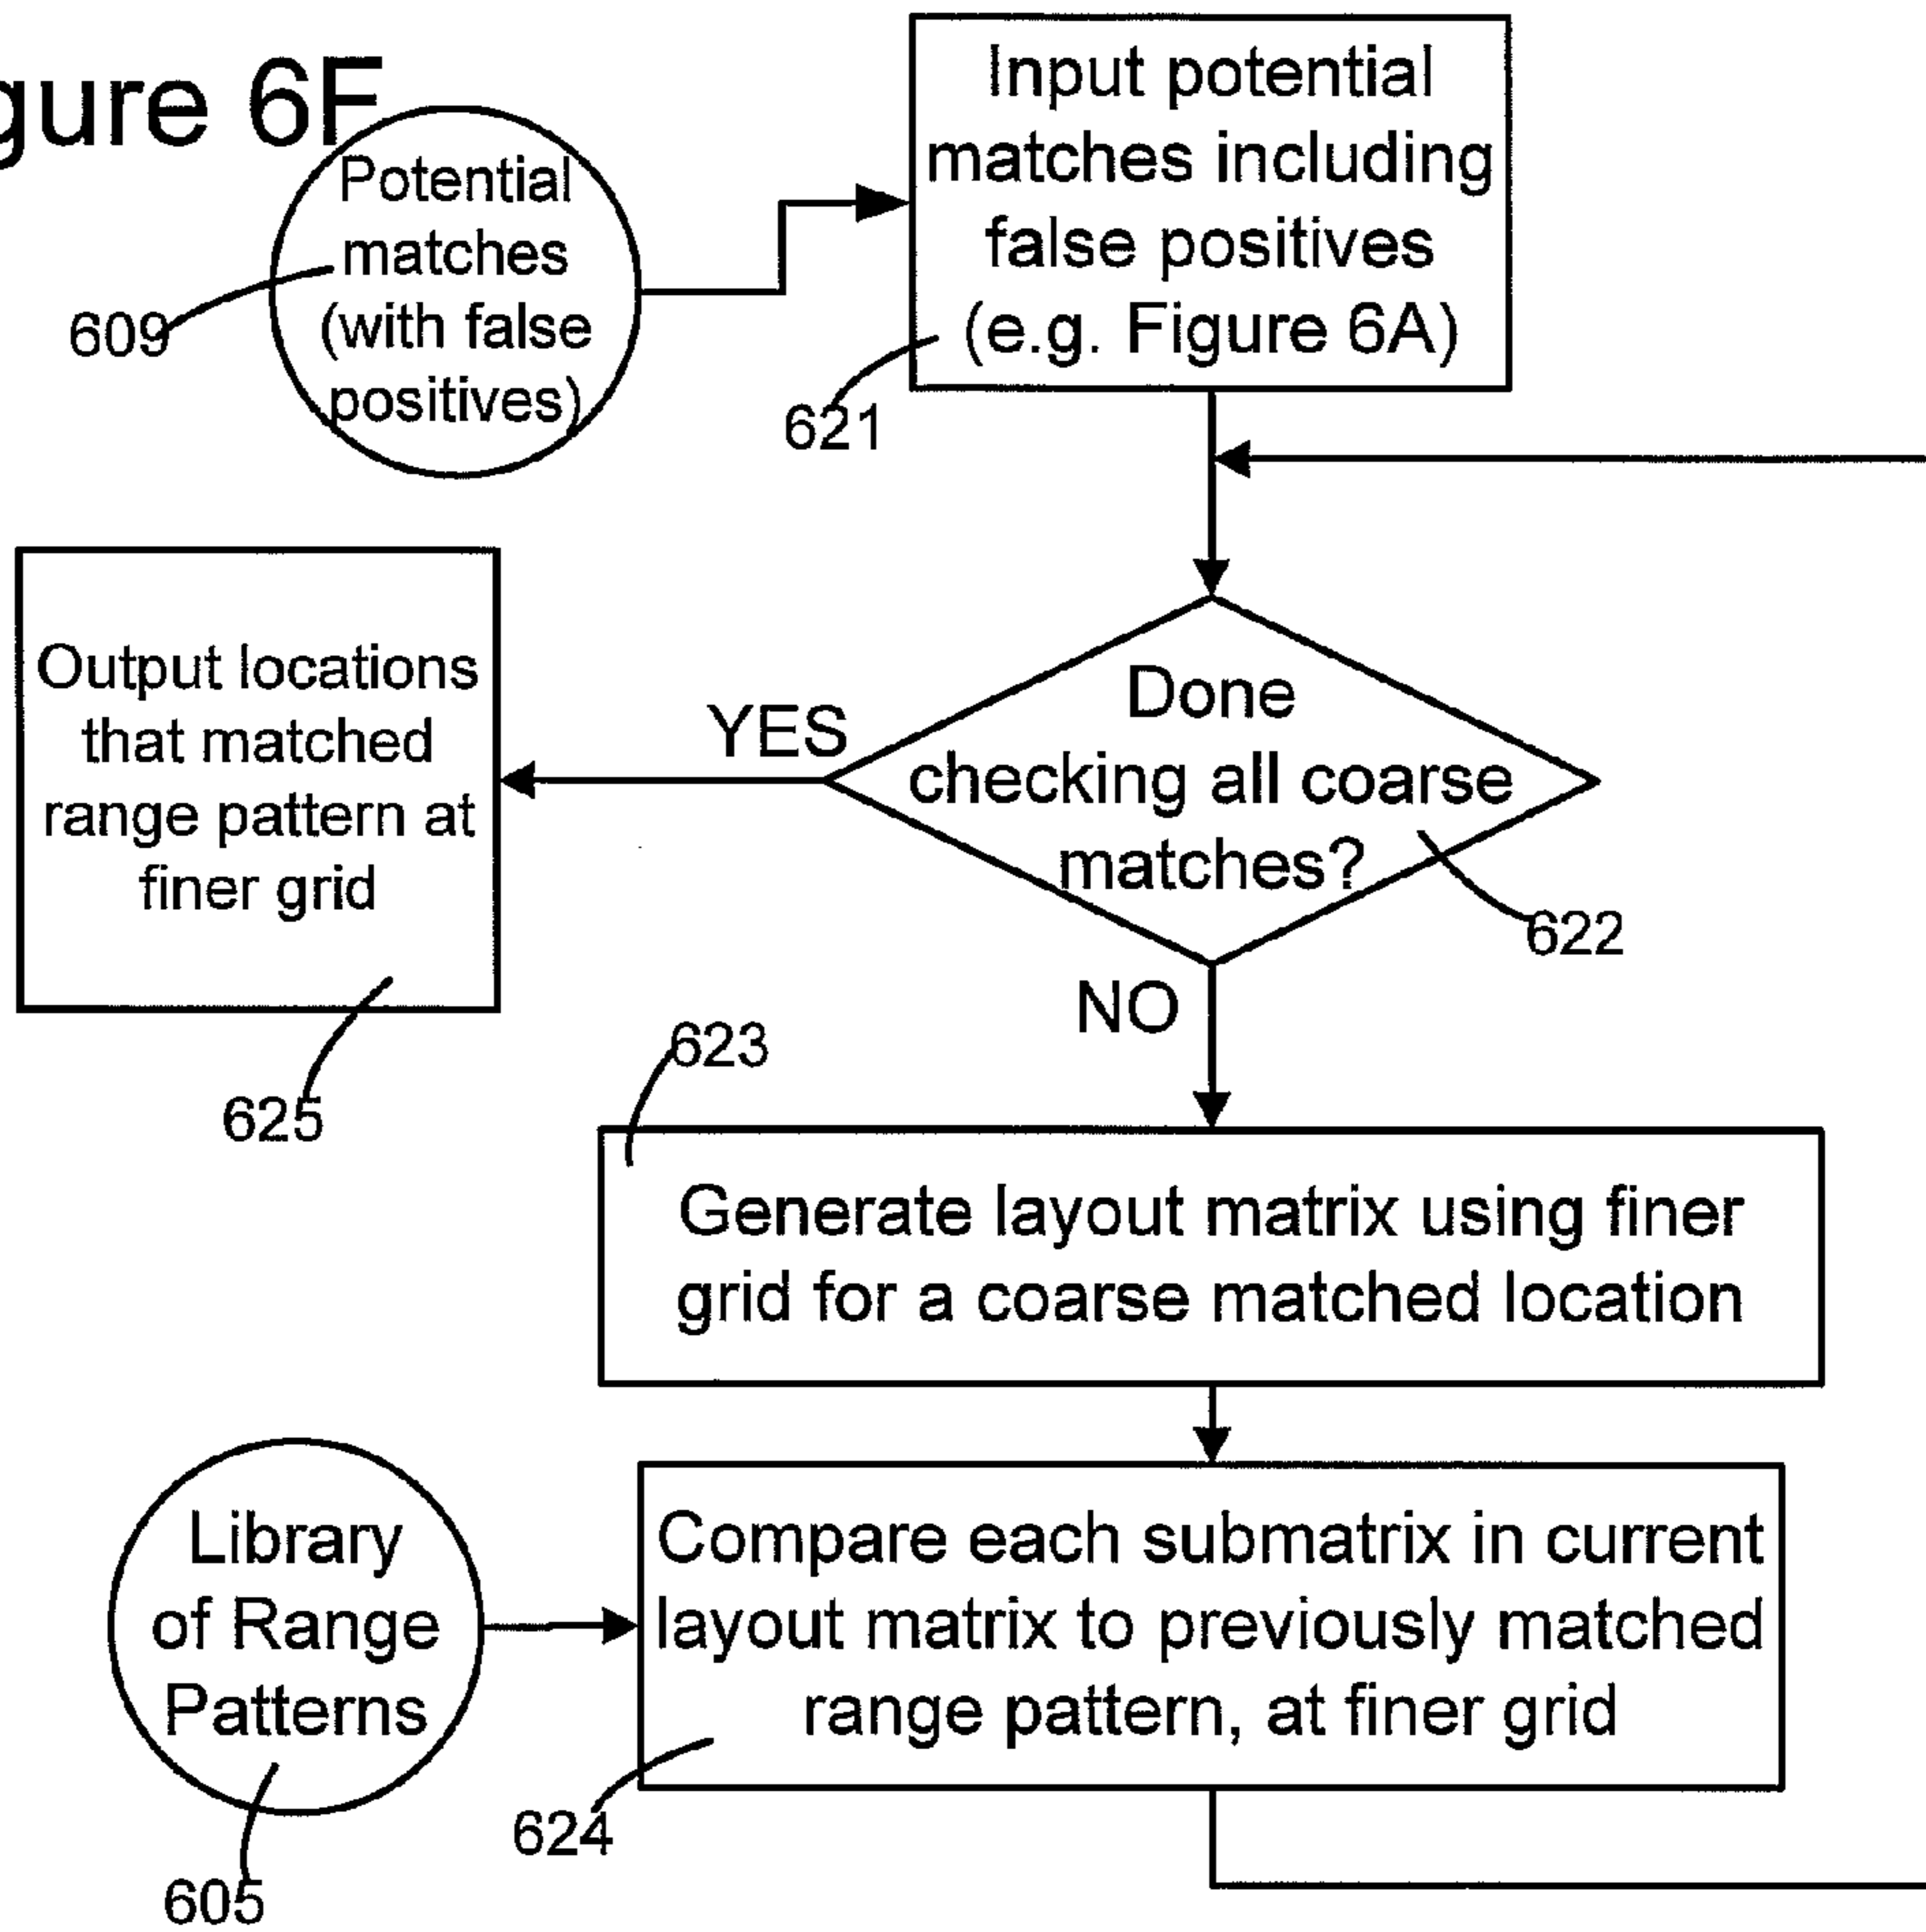 gure 6F
Potential
matches
(with false
positives)
609
Input potential
matches including
false positives
(e.g. Figure 6A)
621
Done
checking all coarse
matches?
622
YES
Output locations
that matched
range pattern at
finer grid
625
NO
623
Generate layout matrix using finer
grid for a coarse matched location
Library
of Range
Patterns
605
Compare each submatrix in current
layout matrix to previously matched
range pattern, at finer grid
624